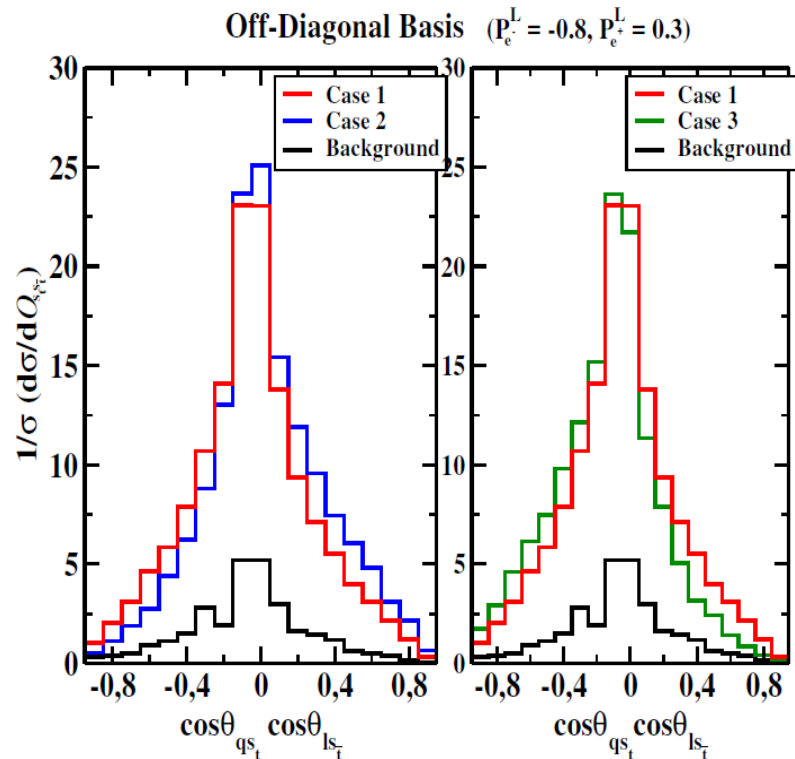 Off-Diagonal Basis (P_e-^L = -0.8, P_e+^L = 0.3)
30
25
20
15
10
5
0
1/σ (dσ/dO_{s_t s_t̄})
Case 1
Case 2
Background
-0,8 -0,4 0 0,4 0,8
cosθ_{qs_t} cosθ_{ls_t̄}
30
25
20
15
10
5
0
Case 1
Case 3
Background
-0,8 -0,4 0 0,4 0,8
cosθ_{qs_t} cosθ_{ls_t̄}